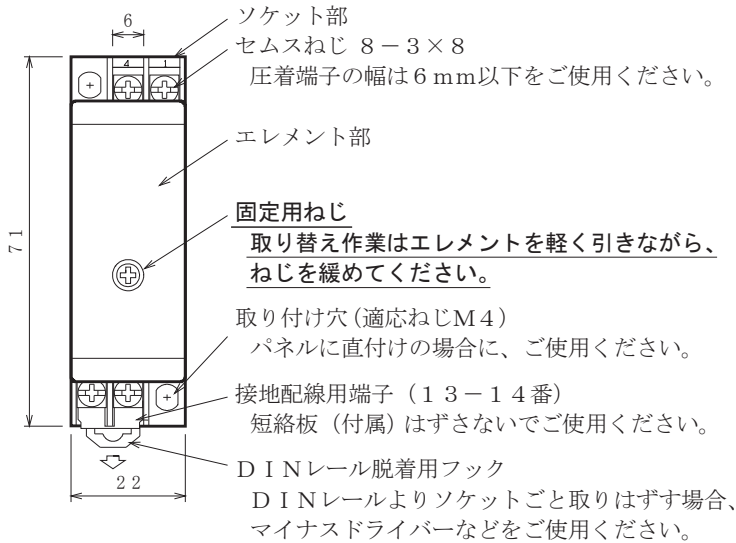 6
ソケット部
セムスねじ 8－3×8
圧着端子の幅は6mm以下をご使用ください。
4 1
エレメント部
71
固定用ねじ
取り替え作業はエレメントを軽く引きながら、
ねじを緩めてください。
取り付け穴（適応ねじM4）
パネルに直付けの場合に、ご使用ください。
接地配線用端子（13－14番）
短絡板（付属）はずさないでご使用ください。
DINレール脱着用フック
22
DINレールよりソケットごと取りはずす場合、
マイナスドライバーなどをご使用ください。